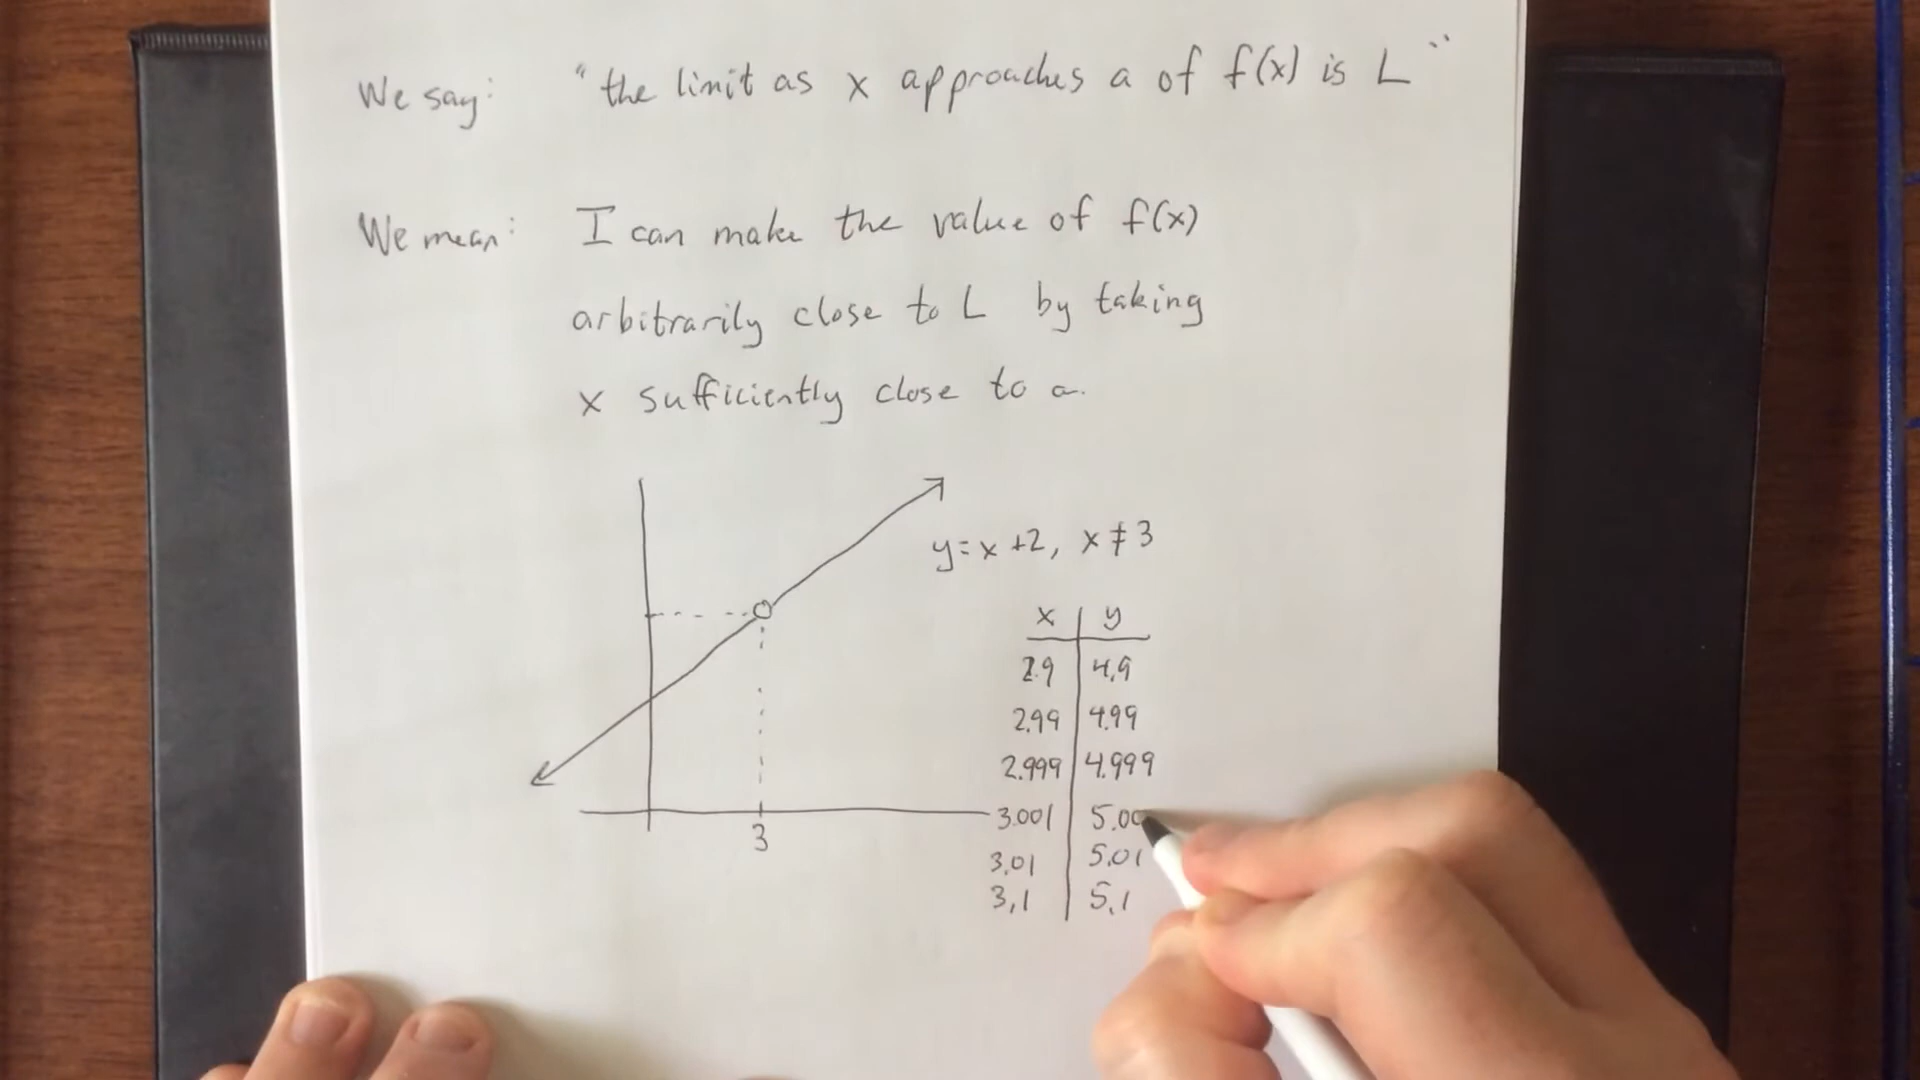 We say: "the limit as x approaches a of f(x) is L"
We mean: I can make the value of f(x)
arbitrarily close to L by taking
x sufficiently close to a.
y=x+2, x≠3
x | y
2.9 | 4.9
2.99 | 4.99
2.999 | 4.999
3.001 | 5.00
3.01 | 5.01
3.1 | 5.1
3